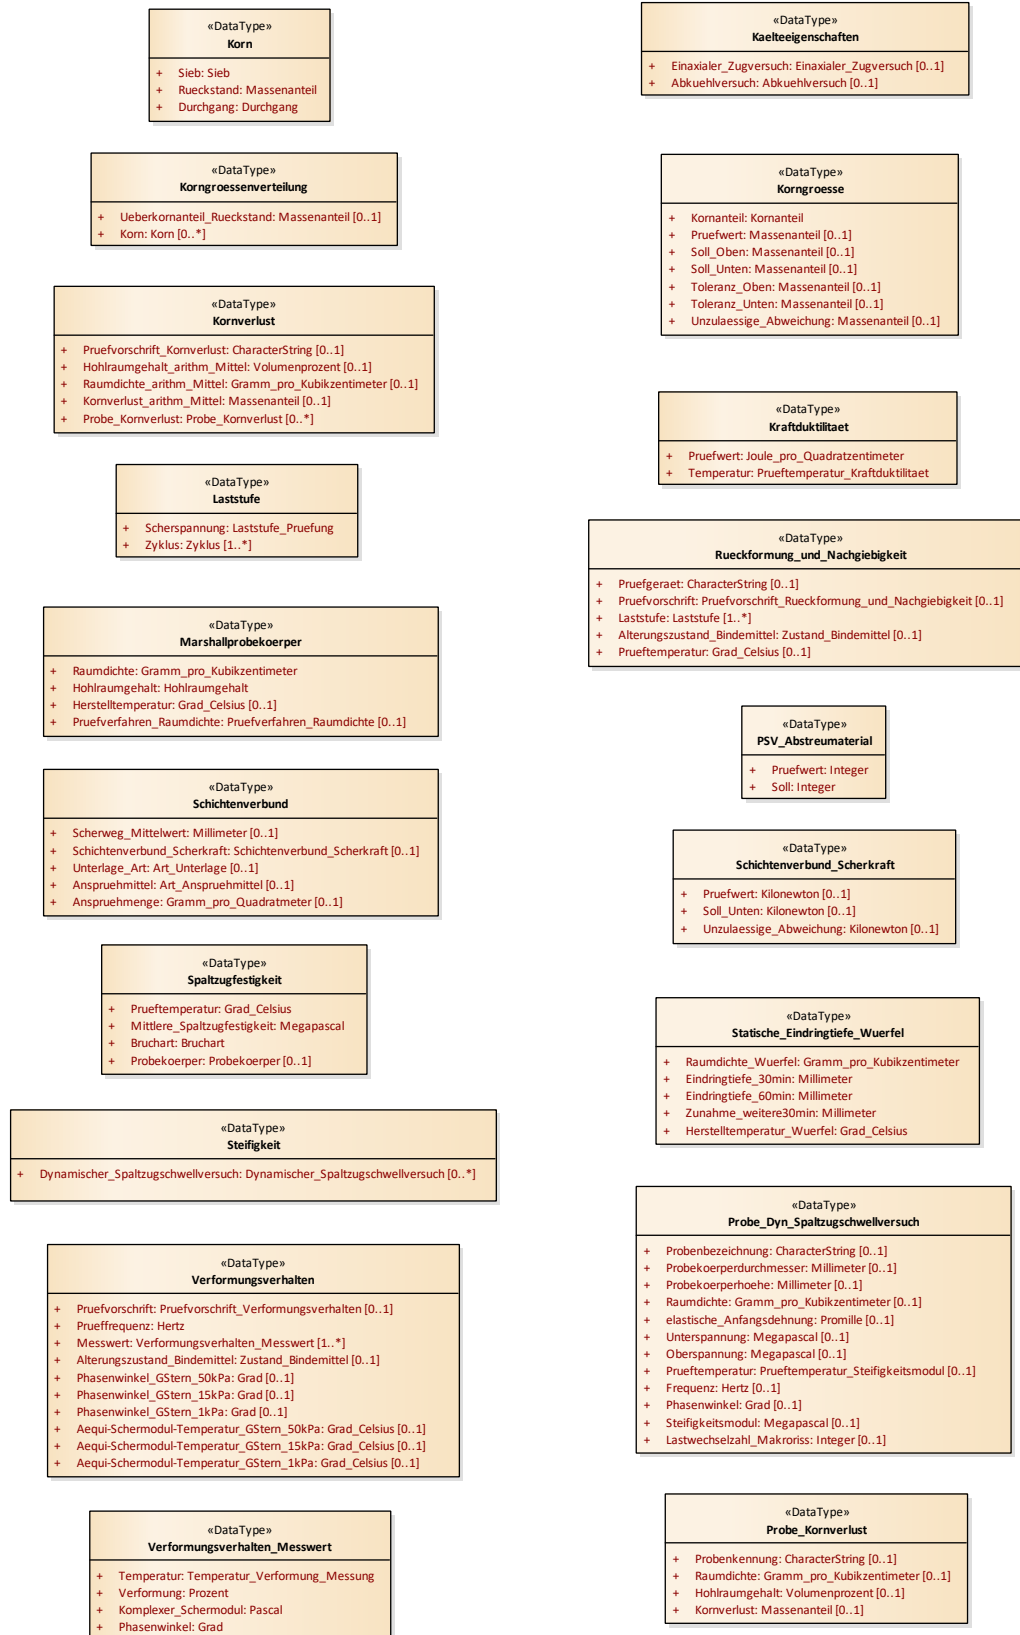 «DataType»
Korn
+ Sieb: Sieb
+ Rueckstand: Massenanteil
+ Durchgang: Durchgang
«DataType»
Korngroessenverteilung
+ Ueberkornanteil_Rueckstand: Massenanteil [0..1]
+ Korn: Korn [0..*]
«DataType»
Kornverlust
+ Pruefvorschrift_Kornverlust: CharacterString [0..1]
+ Hohlraumgehalt_arithm_Mittel: Volumenprozent [0..1]
+ Raumdichte_arithm_Mittel: Gramm_pro_Kubikzentimeter [0..1]
+ Kornverlust_arithm_Mittel: Massenanteil [0..1]
+ Probe_Kornverlust: Probe_Kornverlust [0..*]
«DataType»
Laststufe
+ Scherspannung: Laststufe_Pruefung
+ Zyklus: Zyklus [1..*]
«DataType»
Marshallprobekoerper
+ Raumdichte: Gramm_pro_Kubikzentimeter
+ Hohlraumgehalt: Hohlraumgehalt
+ Herstelltemperatur: Grad_Celsius [0..1]
+ Pruefverfahren_Raumdichte: Pruefverfahren_Raumdichte [0..1]
«DataType»
Schichtenverbund
+ Scherweg_Mittelwert: Millimeter [0..1]
+ Schichtenverbund_Scherkraft: Schichtenverbund_Scherkraft [0..1]
+ Unterlage_Art: Art_Unterlage [0..1]
+ Anspruehmittel: Art_Anspruehmittel [0..1]
+ Anspruehmenge: Gramm_pro_Quadratmeter [0..1]
«DataType»
Spaltzugfestigkeit
+ Prueftemperatur: Grad_Celsius
+ Mittlere_Spaltzugfestigkeit: Megapascal
+ Bruchart: Bruchart
+ Probekoerper: Probekoerper [0..1]
«DataType»
Steifigkeit
+ Dynamischer_Spaltzugschwellversuch: Dynamischer_Spaltzugschwellversuch [0..*]
«DataType»
Verformungsverhalten
+ Pruefvorschrift: Pruefvorschrift_Verformungsverhalten [0..1]
+ Prueffrequenz: Hertz
+ Messwert: Verformungsverhalten_Messwert [1..*]
+ Alterungszustand_Bindemittel: Zustand_Bindemittel [0..1]
+ Phasenwinkel_GStern_50kPa: Grad [0..1]
+ Phasenwinkel_GStern_15kPa: Grad [0..1]
+ Phasenwinkel_GStern_1kPa: Grad [0..1]
+ Aequi-Schermodul-Temperatur_GStern_50kPa: Grad_Celsius [0..1]
+ Aequi-Schermodul-Temperatur_GStern_15kPa: Grad_Celsius [0..1]
+ Aequi-Schermodul-Temperatur_GStern_1kPa: Grad_Celsius [0..1]
«DataType»
Verformungsverhalten_Messwert
+ Temperatur: Temperatur_Verformung_Messung
+ Verformung: Prozent
+ Komplexer_Schermodul: Pascal
+ Phasenwinkel: Grad
«DataType»
Kaelteeigenschaften
+ Einaxialer_Zugversuch: Einaxialer_Zugversuch [0..1]
+ Abkuehlversuch: Abkuehlversuch [0..1]
«DataType»
Korngroesse
+ Kornanteil: Kornanteil
+ Pruefwert: Massenanteil [0..1]
+ Soll_Oben: Massenanteil [0..1]
+ Soll_Unten: Massenanteil [0..1]
+ Toleranz_Oben: Massenanteil [0..1]
+ Toleranz_Unten: Massenanteil [0..1]
+ Unzulaessige_Abweichung: Massenanteil [0..1]
«DataType»
Kraftduktilitaet
+ Pruefwert: Joule_pro_Quadratzentimeter
+ Temperatur: Prueftemperatur_Kraftduktilitaet
«DataType»
Rueckformung_und_Nachgiebigkeit
+ Pruefgeraet: CharacterString [0..1]
+ Pruefvorschrift: Pruefvorschrift_Rueckformung_und_Nachgiebigkeit [0..1]
+ Laststufe: Laststufe [1..*]
+ Alterungszustand_Bindemittel: Zustand_Bindemittel [0..1]
+ Prueftemperatur: Grad_Celsius [0..1]
«DataType»
PSV_Abstreumaterial
+ Pruefwert: Integer
+ Soll: Integer
«DataType»
Schichtenverbund_Scherkraft
+ Pruefwert: Kilonewton [0..1]
+ Soll_Unten: Kilonewton [0..1]
+ Unzulaessige_Abweichung: Kilonewton [0..1]
«DataType»
Statische_Eindringtiefe_Wuerfel
+ Raumdichte_Wuerfel: Gramm_pro_Kubikzentimeter
+ Eindringtiefe_30min: Millimeter
+ Eindringtiefe_60min: Millimeter
+ Zunahme_weitere30min: Millimeter
+ Herstelltemperatur_Wuerfel: Grad_Celsius
«DataType»
Probe_Dyn_Spaltzugschwellversuch
+ Probenbezeichnung: CharacterString [0..1]
+ Probekoerperdurchmesser: Millimeter [0..1]
+ Probekoerperhoehe: Millimeter [0..1]
+ Raumdichte: Gramm_pro_Kubikzentimeter [0..1]
+ elastische_Anfangsdehnung: Promille [0..1]
+ Unterspannung: Megapascal [0..1]
+ Oberspannung: Megapascal [0..1]
+ Prueftemperatur: Prueftemperatur_Steifigkeitsmodul [0..1]
+ Frequenz: Hertz [0..1]
+ Phasenwinkel: Grad [0..1]
+ Steifigkeitsmodul: Megapascal [0..1]
+ Lastwechselzahl_Makroriss: Integer [0..1]
«DataType»
Probe_Kornverlust
+ Probenkennung: CharacterString [0..1]
+ Raumdichte: Gramm_pro_Kubikzentimeter [0..1]
+ Hohlraumgehalt: Volumenprozent [0..1]
+ Kornverlust: Massenanteil [0..1]